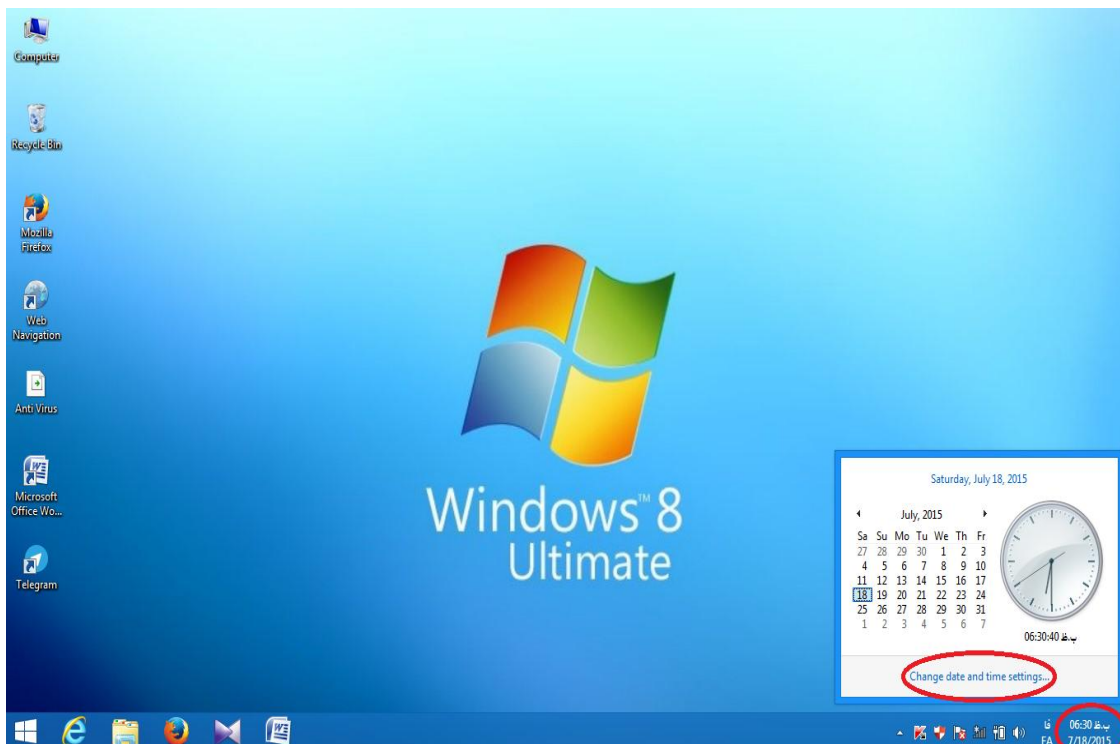 Computer
Recycle Bin
Mozilla
Firefox
Web
Navigation
Anti Virus
Microsoft
Office Wo...
Telegram
Windows™ 8
Ultimate
Saturday, July 18, 2015
July, 2015
Sa Su Mo Tu We Th Fr
27 28 29 30 1 2 3
4 5 6 7 8 9 10
11 12 13 14 15 16 17
18 19 20 21 22 23 24
25 26 27 28 29 30 31
1 2 3 4 5 6 7
06:30:40 ب.ظ
Change date and time settings...
فا
FA
06:30 ب.ظ
7/18/2015